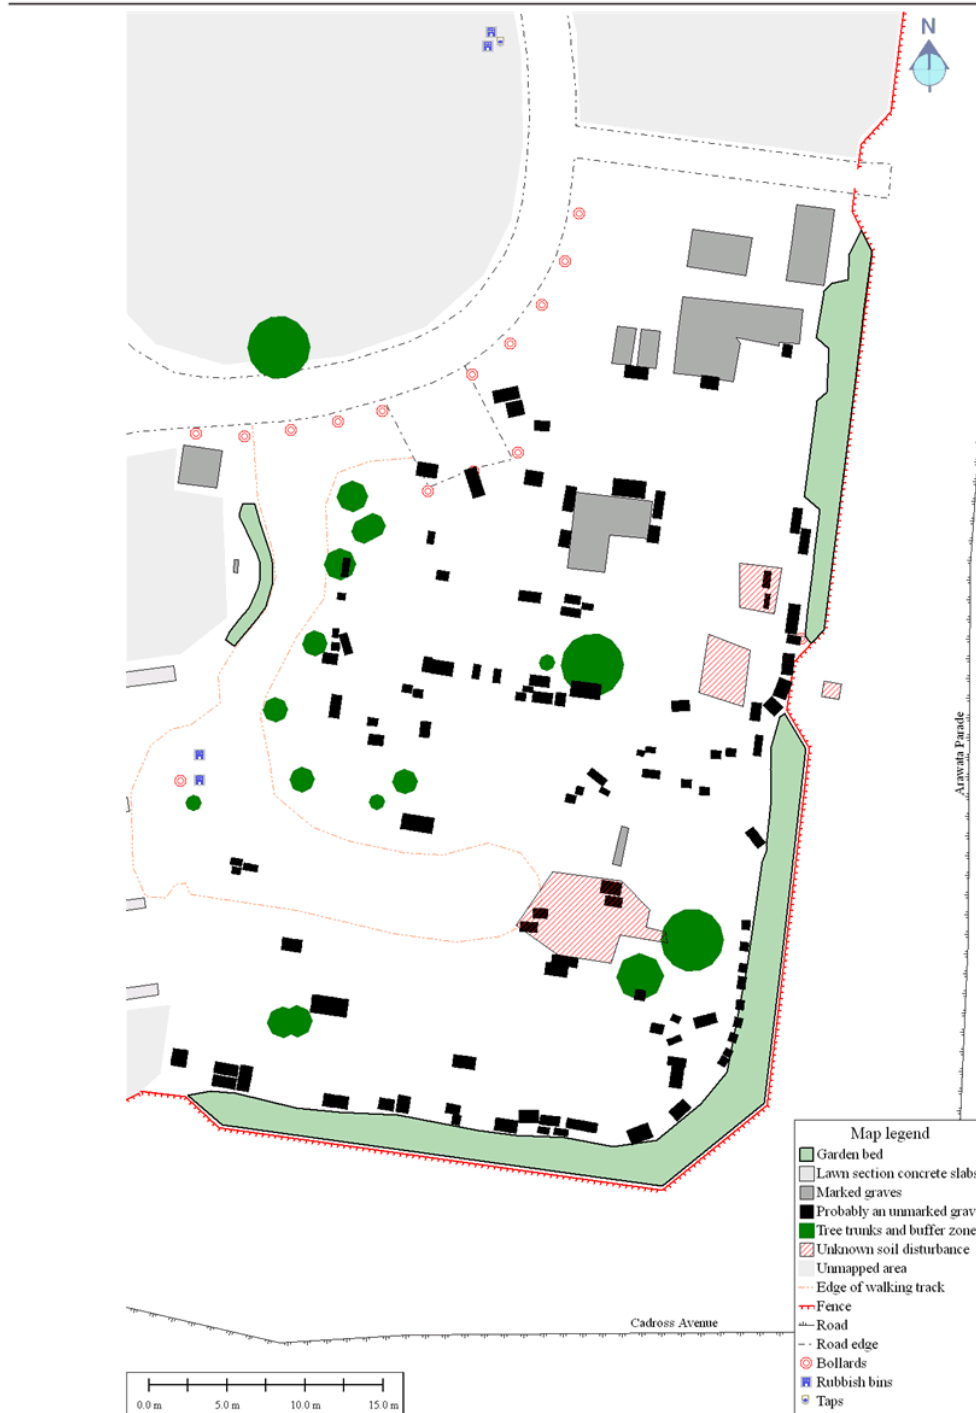 N
Arawata Parade
Map legend
Garden bed
Lawn section concrete slabs
Marked graves
Probably an unmarked grav
Tree trunks and buffer zone
Unknown soil disturbance
Unmapped area
Edge of walking track
Fence
Road
Road edge
Bollards
Rubbish bins
Taps
Cadross Avenue
0.0 m 5.0 m 10.0 m 15.0 m